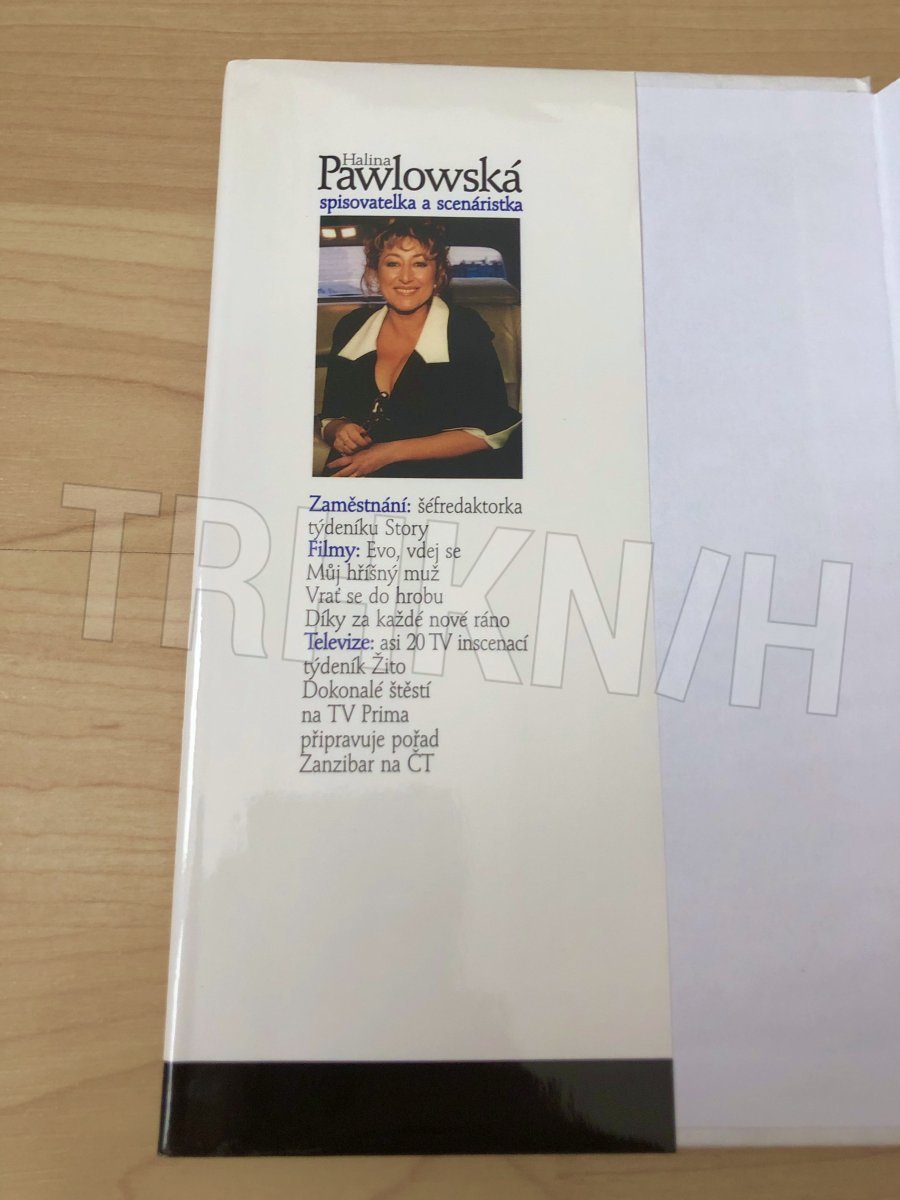 Halina
Pawlowská
spisovatelka a scenáristka
Zaměstnání: šéfredaktorka
týdeníku Story
Filmy: Evo, vdej se
Můj hříšný muž
Vrať se do hrobu
Díky za každé nové ráno
Televize: asi 20 TV inscenací
týdeník Žito
Dokonalé štěstí
na TV Prima
připravuje pořad
Zanzibar na ČT